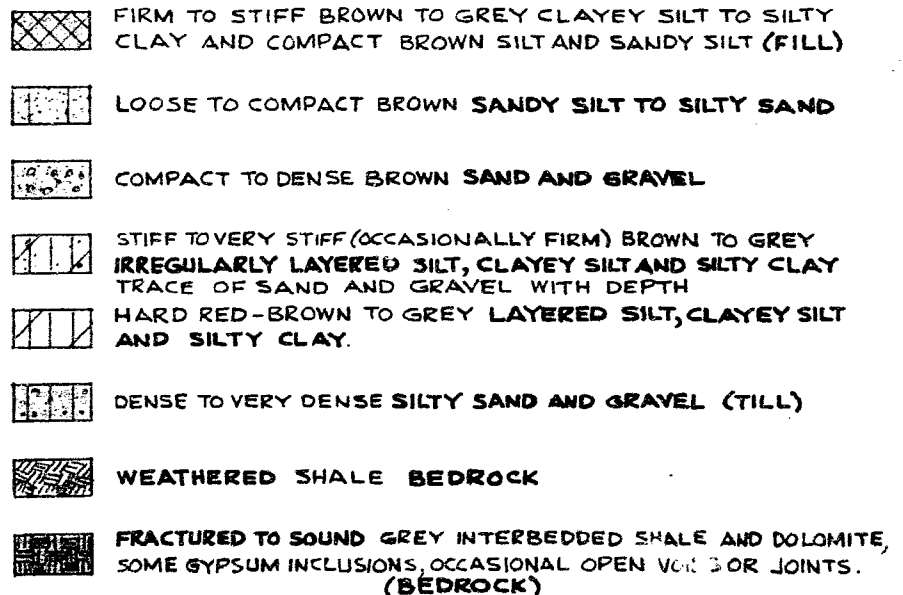 FIRM TO STIFF BROWN TO GREY CLAYEY SILT TO SILTY
CLAY AND COMPACT BROWN SILT AND SANDY SILT (FILL)
LOOSE TO COMPACT BROWN SANDY SILT TO SILTY SAND
COMPACT TO DENSE BROWN SAND AND GRAVEL
STIFF TO VERY STIFF (OCCASIONALLY FIRM) BROWN TO GREY
IRREGULARLY LAYERED SILT, CLAYEY SILT AND SILTY CLAY
TRACE OF SAND AND GRAVEL WITH DEPTH
HARD RED-BROWN TO GREY LAYERED SILT, CLAYEY SILT
AND SILTY CLAY.
DENSE TO VERY DENSE SILTY SAND AND GRAVEL (TILL)
WEATHERED SHALE BEDROCK
FRACTURED TO SOUND GREY INTERBEDDED SHALE AND DOLOMITE,
SOME GYPSUM INCLUSIONS, OCCASIONAL OPEN OR JOINTS.
(BEDROCK)